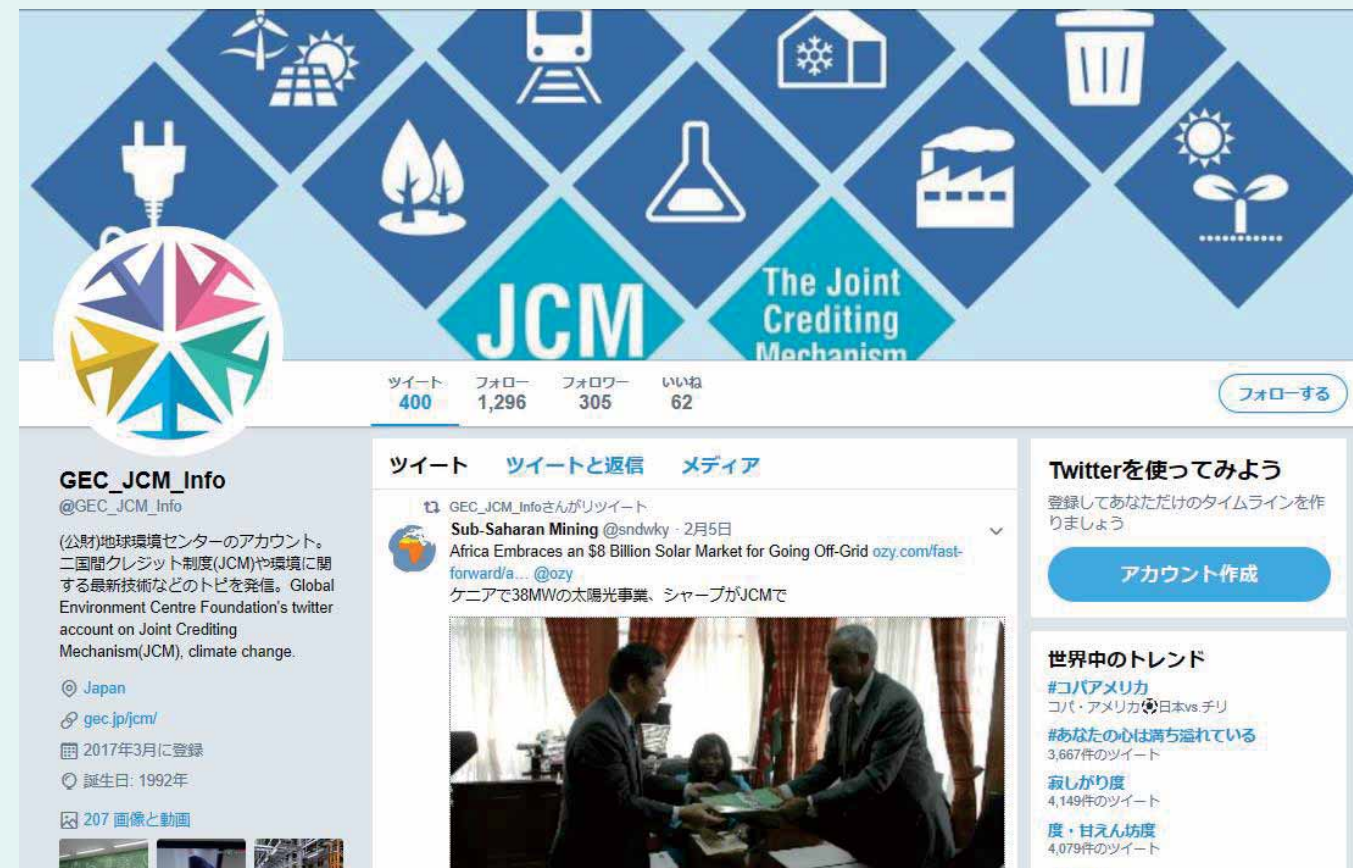 JCM
The Joint
Crediting
Mechanism
ツイート
400
フォロー
1,296
フォロワー
305
いいね
62
フォローする
GEC_JCM_Info
@GEC_JCM_Info
(公財)地球環境センターのアカウント。
二国間クレジット制度(JCM)や環境に関
する最新技術などのトピを発信。Global
Environment Centre Foundation's twitter
account on Joint Crediting
Mechanism(JCM), climate change.
Japan
gec.jp/jcm/
2017年3月に登録
誕生日: 1992年
207 画像と動画
ツイート ツイートと返信 メディア
GEC_JCM_Infoさんがリツイート
Sub-Saharan Mining @sndwky · 2月5日
Africa Embraces an $8 Billion Solar Market for Going Off-Grid ozy.com/fast-
forward/a... @ozy
ケニアで38MWの太陽光事業、シャープがJCMで
Twitterを使ってみよう
登録してあなただけのタイムラインを作
りましょう
アカウント作成
世界中のトレンド
#コパアメリカ
コパ・アメリカ⚽日本vs.チリ
#あなたの心は満ち溢れている
3,667件のツイート
寂しがり度
4,149件のツイート
度・甘えん坊度
4,079件のツイート